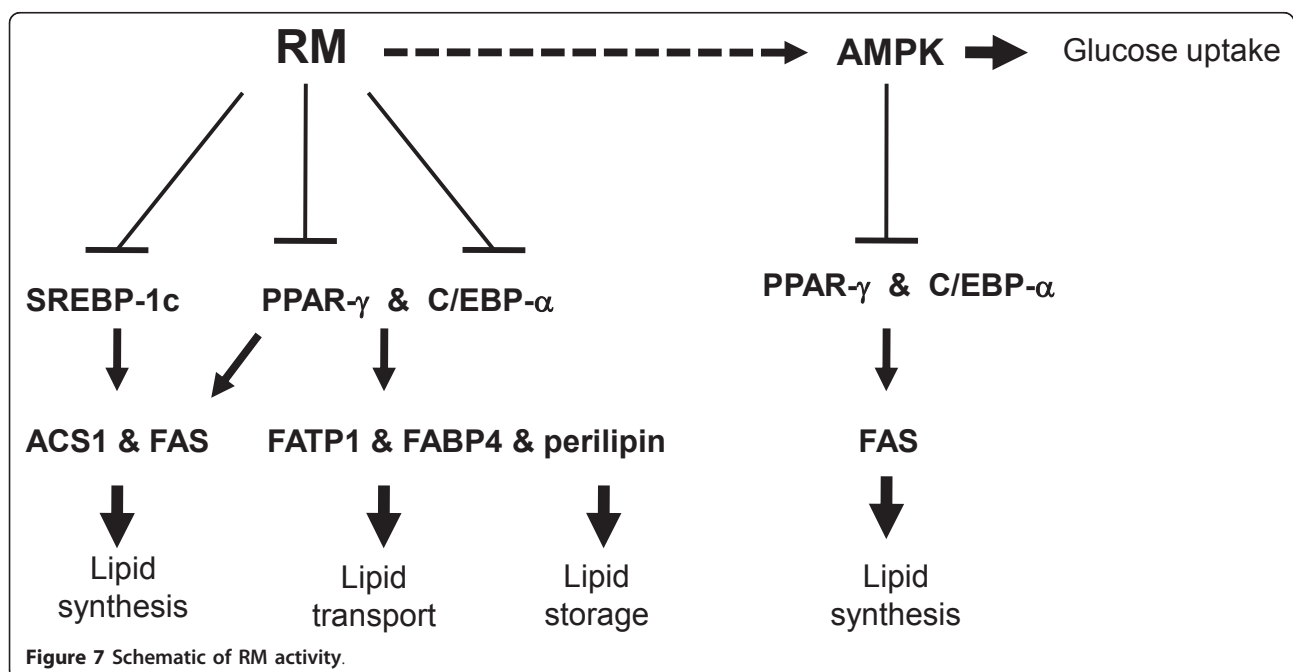 RM AMPK Glucose uptake
SREBP-1c PPAR-γ & C/EBP-α PPAR-γ & C/EBP-α
ACS1 & FAS FATP1 & FABP4 & perilipin FAS
Lipid Lipid Lipid Lipid
synthesis transport storage synthesis
Figure 7 Schematic of RM activity.